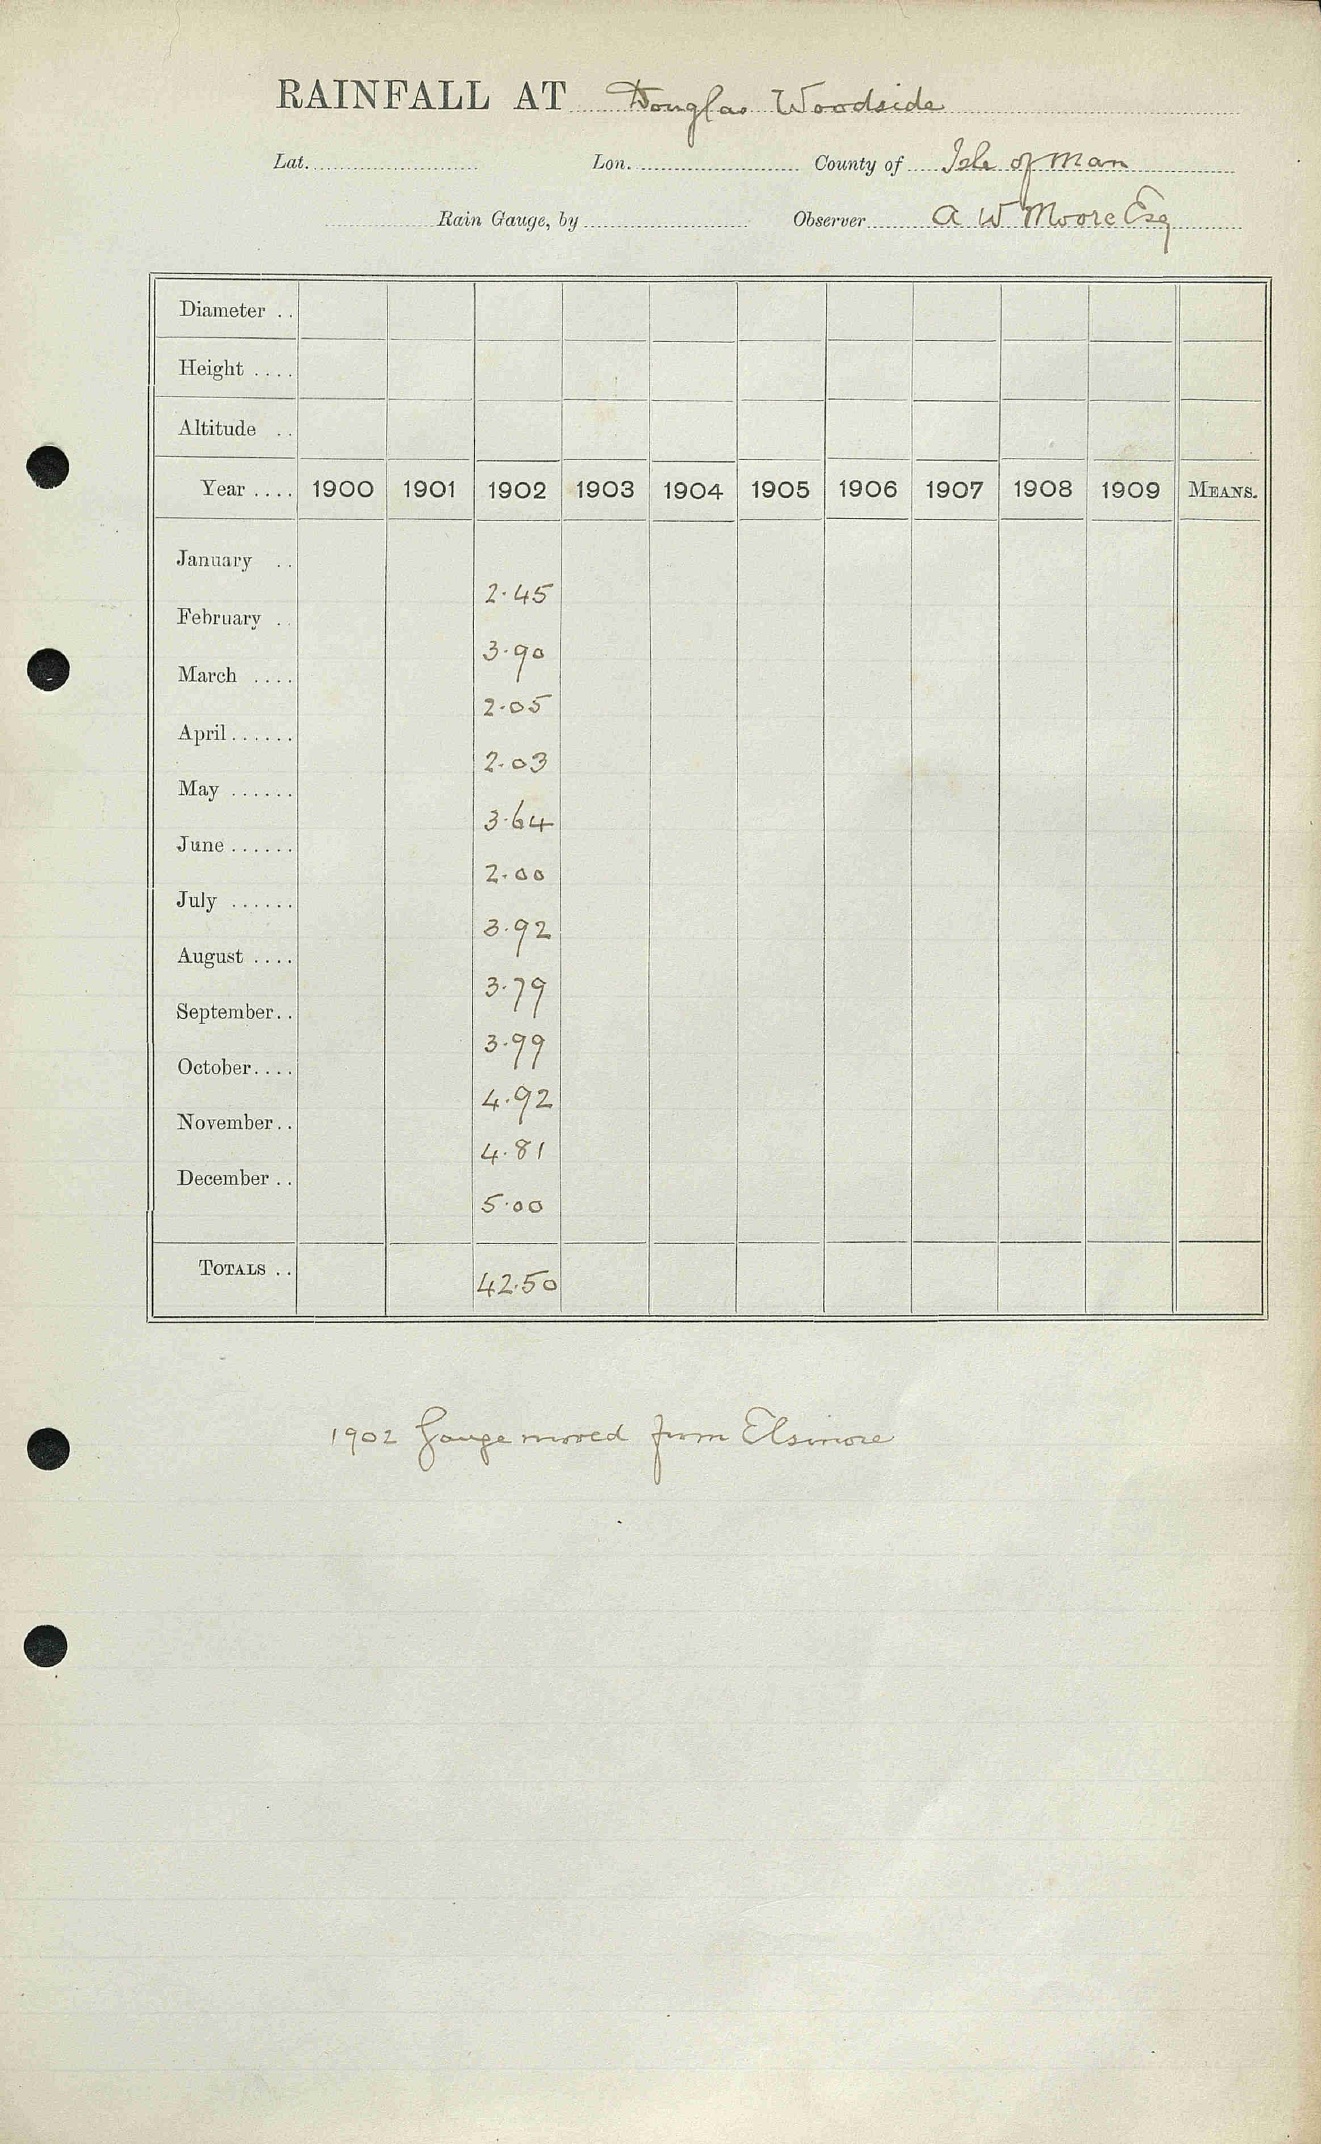 RAINFALL AT Douglas Woodside
Lat. Lon. County of Isle of Man
Rain Gauge, by Observer A W Moore Esq
Diameter ..
Height ....
Altitude ..
Year .... 1900 1901 1902 1903 1904 1905 1906 1907 1908 1909 MEANS.
January ..
2.45
February ..
3.90
March ....
2.05
April ......
2.03
May ......
3.64
June ......
2.00
July ......
3.92
August ....
3.79
September..
3.99
October....
4.92
November..
4.81
December ..
5.00
TOTALS .. 42.50
1902 Gauge moved from Elsinore